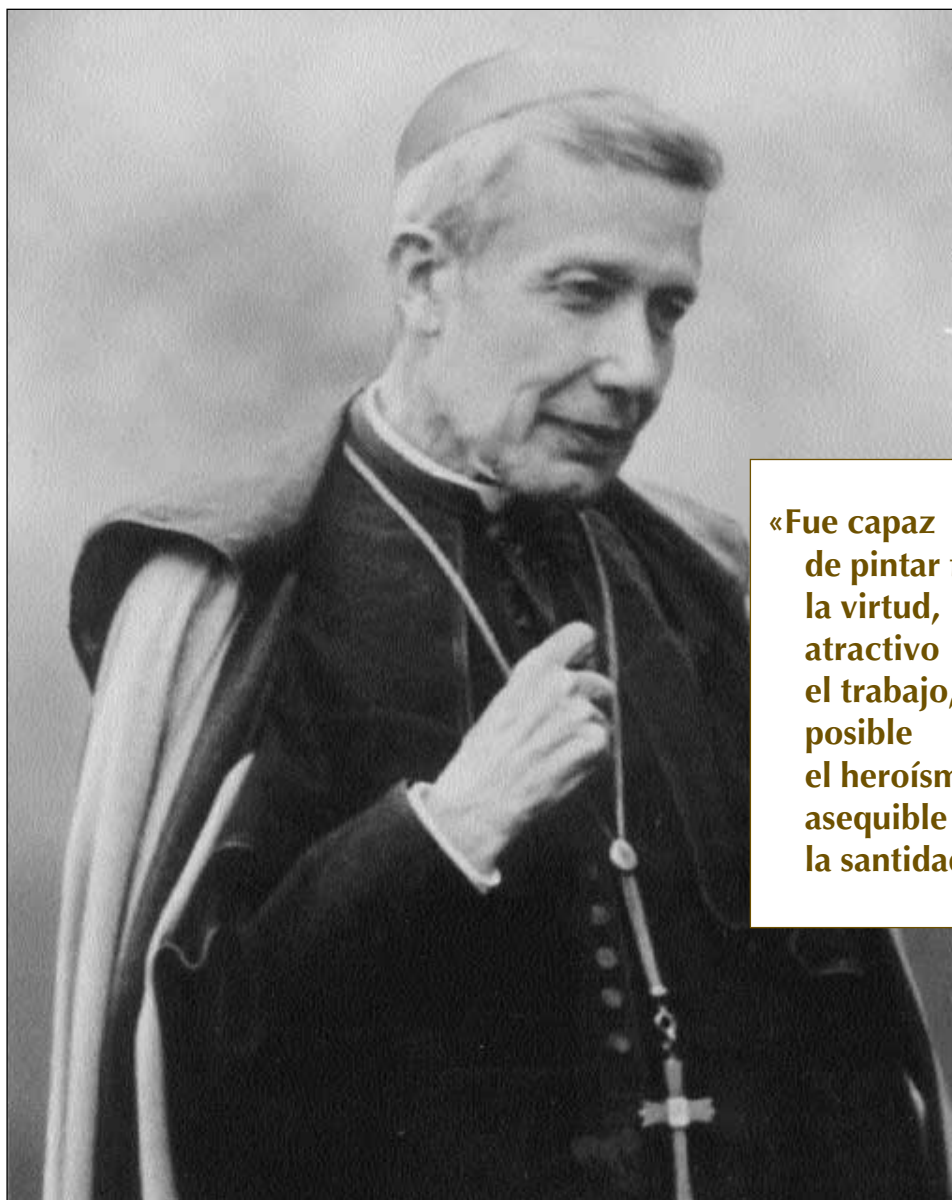 «Fue capaz
de pintar
la virtud,
atractivo
el trabajo,
posible
el
asequible
la